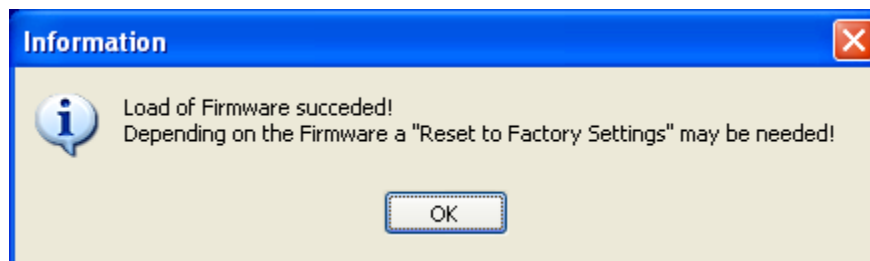 Information
Load of Firmware succeded!
Depending on the Firmware a "Reset to Factory Settings" may be needed!
OK